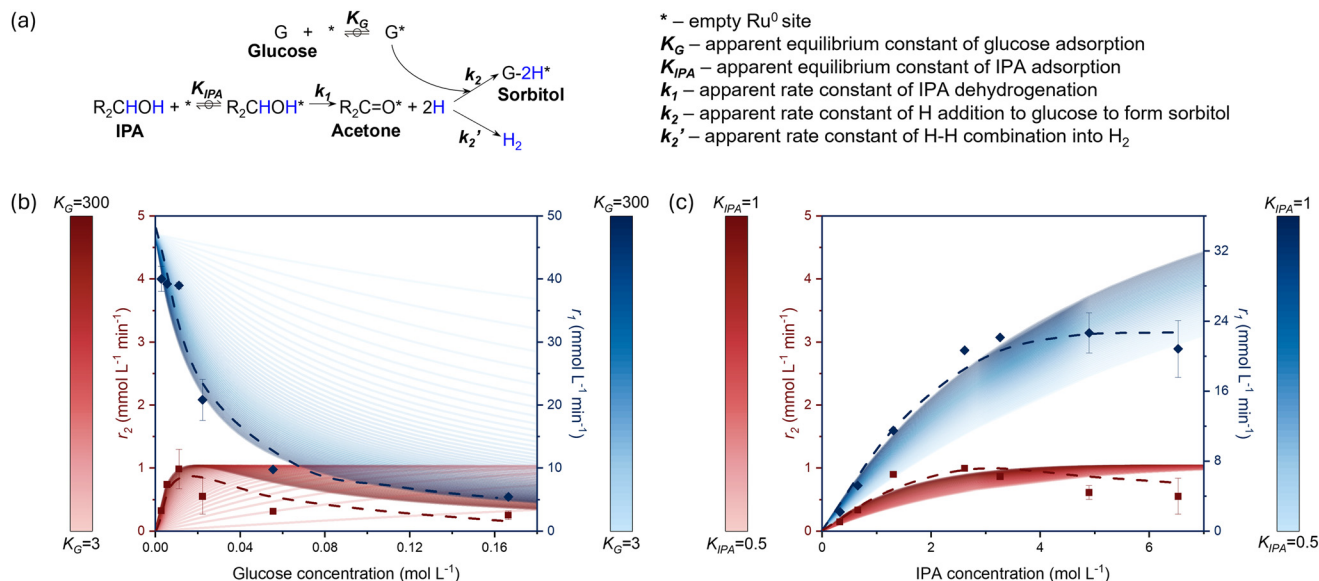 (a)
G + * ⇌ G*
K_G
Glucose
k₂
G-2H*
Sorbitol
K_IPA
k₁
R₂CHOH + * ⇌ R₂CHOH* → R₂C=O* + 2H
IPA
Acetone
k₂'
H₂
* – empty Ru⁰ site
K_G – apparent equilibrium constant of glucose adsorption
K_IPA – apparent equilibrium constant of IPA adsorption
k₁ – apparent rate constant of IPA dehydrogenation
k₂ – apparent rate constant of H addition to glucose to form sorbitol
k₂' – apparent rate constant of H-H combination into H₂
(b)
K_G=300
K_G=3
5
4
3
2
1
0
r₂ (mmol L⁻¹ min⁻¹)
0.00 0.04 0.08 0.12 0.16
Glucose concentration (mol L⁻¹)
50
40
30
20
10
0
r₁ (mmol L⁻¹ min⁻¹)
K_G=300
K_G=3
(c)
K_IPA=1
K_IPA=0.5
5
4
3
2
1
0
r₂ (mmol L⁻¹ min⁻¹)
0 2 4 6
IPA concentration (mol L⁻¹)
32
24
16
8
0
r₁ (mmol L⁻¹ min⁻¹)
K_IPA=1
K_IPA=0.5